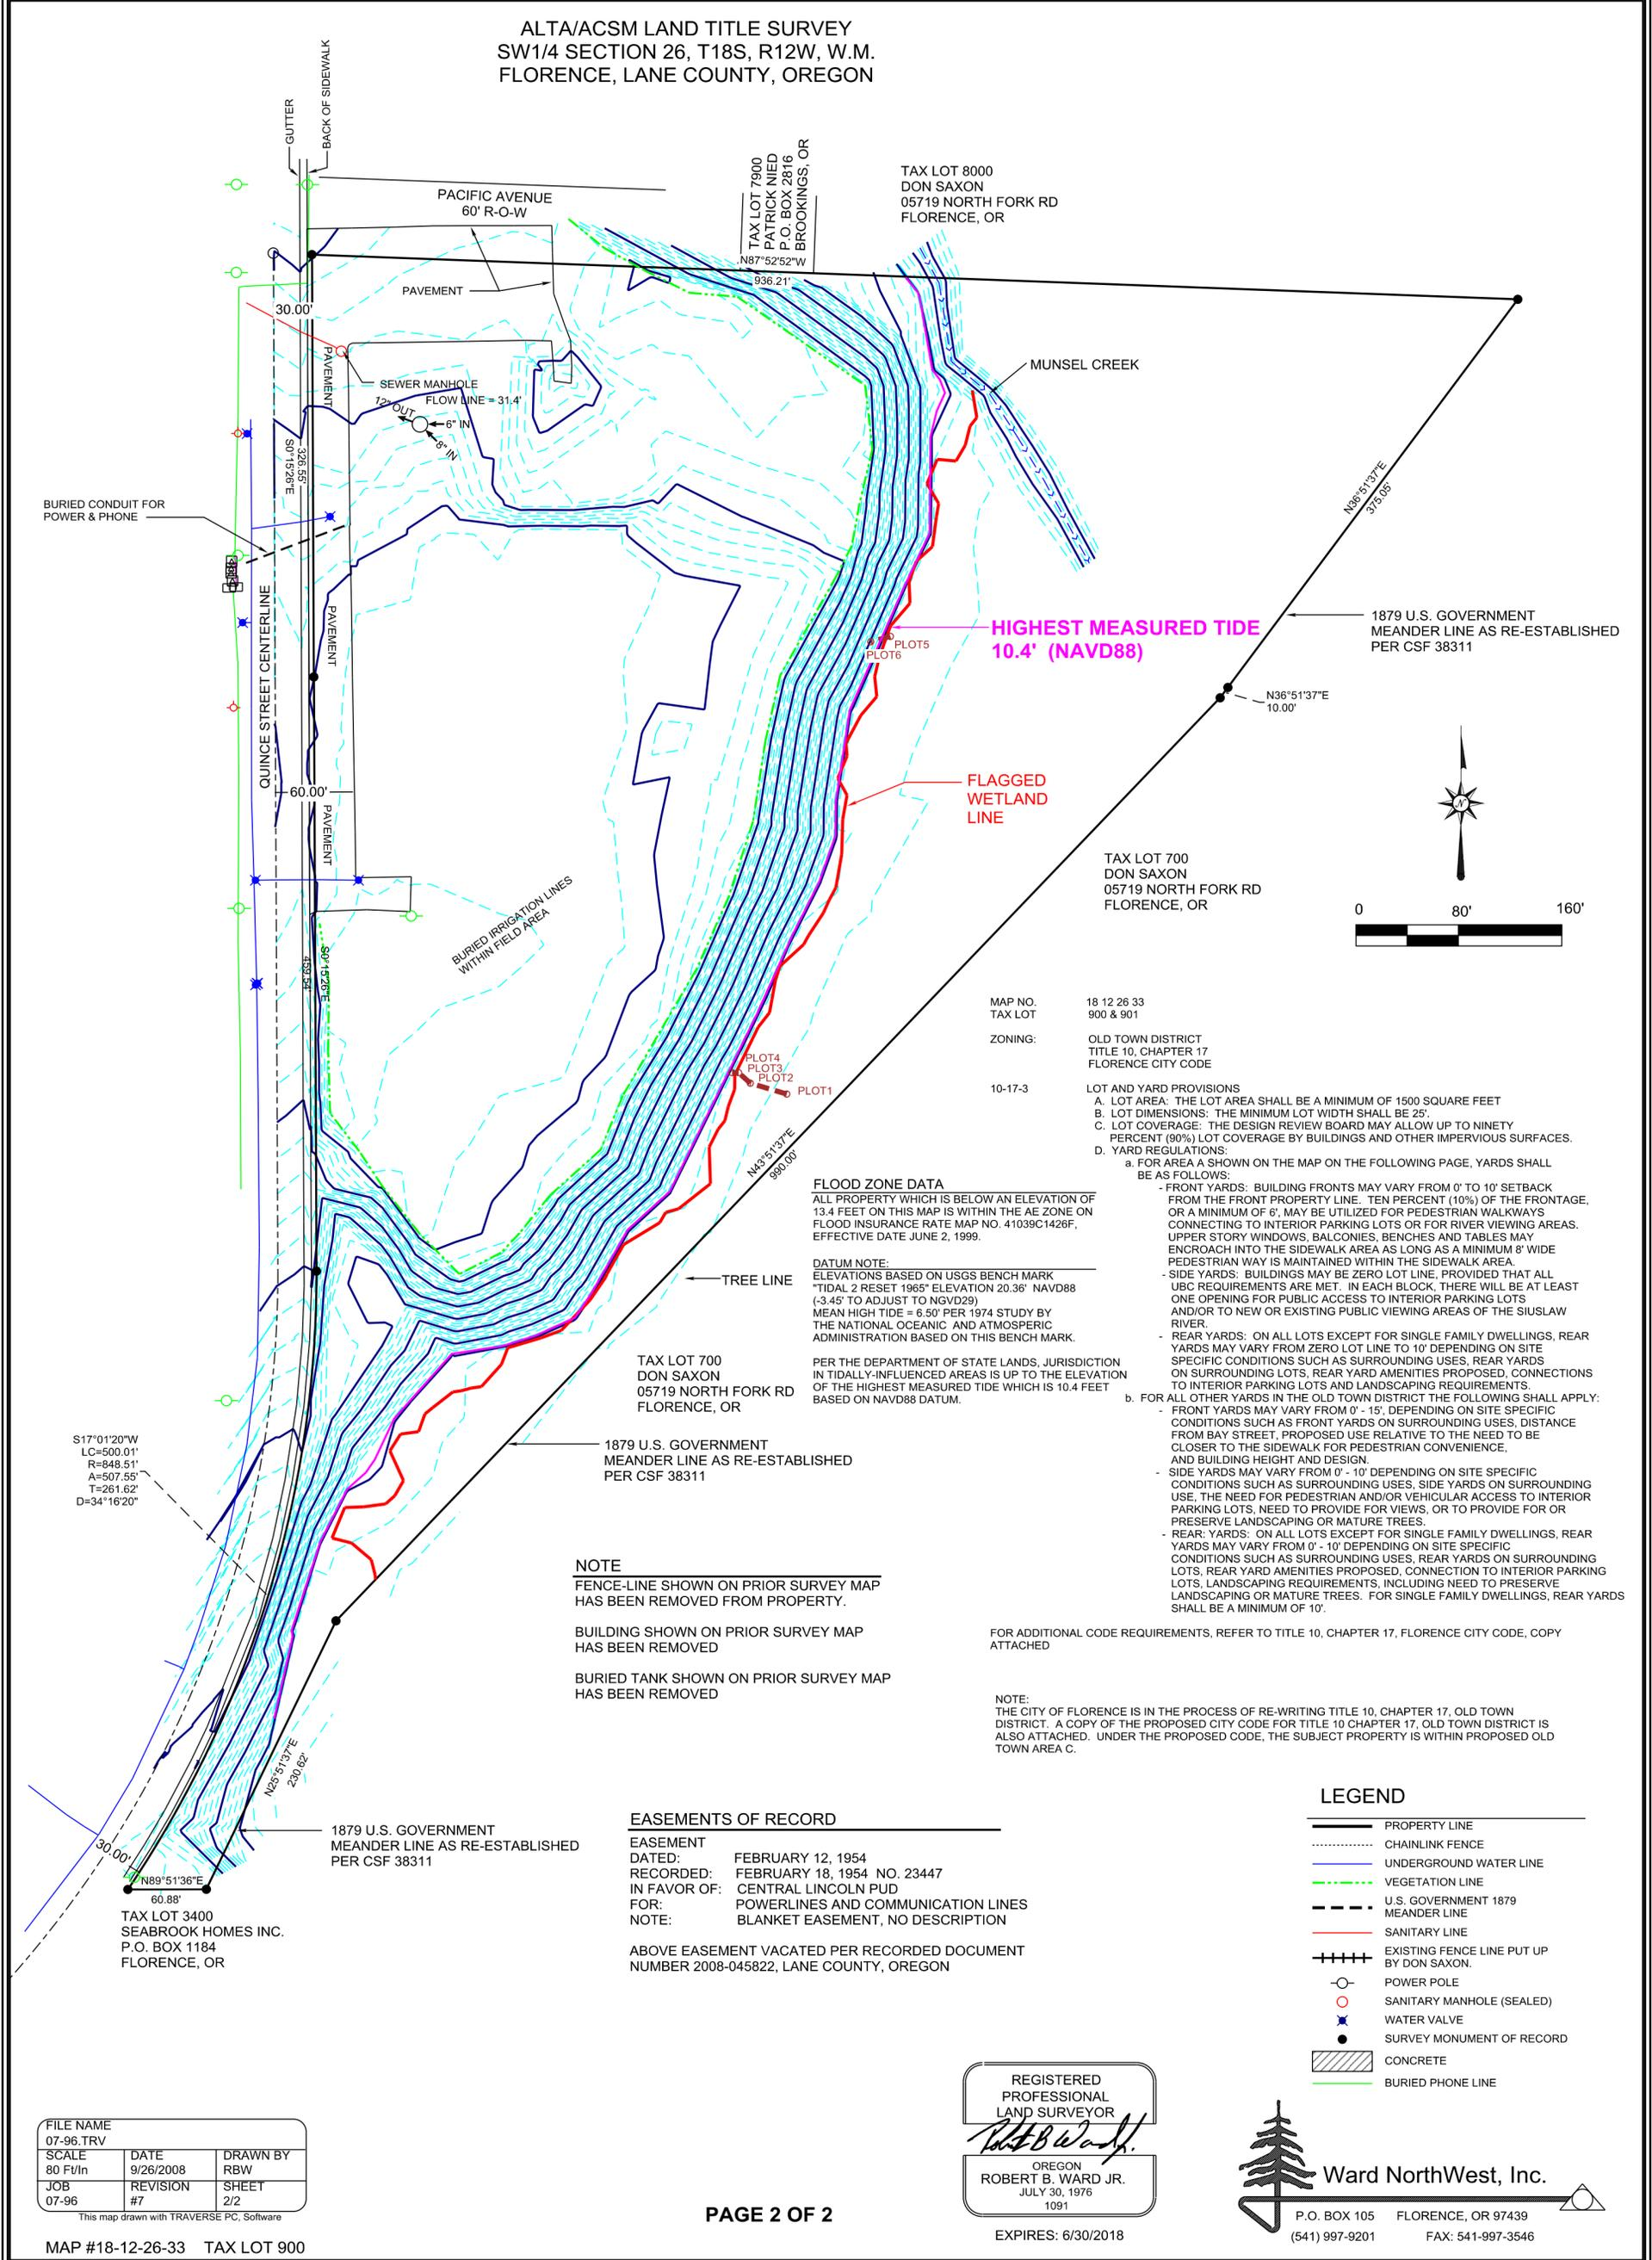 ALTA/ACSM LAND TITLE SURVEY
SW1/4 SECTION 26, T18S, R12W, W.M.
FLORENCE, LANE COUNTY, OREGON
GUTTER
BACK OF SIDEWALK
PACIFIC AVENUE
60' R-O-W
TAX LOT 7900
PATRICK NIED
P.O. BOX 2816
BROOKINGS, OR
TAX LOT 8000
DON SAXON
05719 NORTH FORK RD
FLORENCE, OR
N87°52'52"W
936.21'
PAVEMENT
30.00'
PAVEMENT
SEWER MANHOLE
FLOW LINE = 31.4'
12" OUT
6" IN
8" IN
MUNSEL CREEK
S0°15'26"E
326.55'
BURIED CONDUIT FOR
POWER & PHONE
N36°51'37"E
375.05'
QUINCE STREET CENTERLINE
PAVEMENT
HIGHEST MEASURED TIDE
10.4' (NAVD88)
PLOT5
PLOT6
1879 U.S. GOVERNMENT
MEANDER LINE AS RE-ESTABLISHED
PER CSF 38311
N36°51'37"E
10.00'
60.00'
PAVEMENT
FLAGGED
WETLAND
LINE
N
TAX LOT 700
DON SAXON
05719 NORTH FORK RD
FLORENCE, OR
0 80' 160'
BURIED IRRIGATION LINES
WITHIN FIELD AREA
S0°15'26"E
459.54'
PLOT4
PLOT3
PLOT2
PLOT1
N43°51'37"E
990.00'
MAP NO. 18 12 26 33
TAX LOT 900 & 901
ZONING: OLD TOWN DISTRICT
TITLE 10, CHAPTER 17
FLORENCE CITY CODE
10-17-3 LOT AND YARD PROVISIONS
A. LOT AREA: THE LOT AREA SHALL BE A MINIMUM OF 1500 SQUARE FEET
B. LOT DIMENSIONS: THE MINIMUM LOT WIDTH SHALL BE 25'.
C. LOT COVERAGE: THE DESIGN REVIEW BOARD MAY ALLOW UP TO NINETY
PERCENT (90%) LOT COVERAGE BY BUILDINGS AND OTHER IMPERVIOUS SURFACES.
D. YARD REGULATIONS:
a. FOR AREA A SHOWN ON THE MAP ON THE FOLLOWING PAGE, YARDS SHALL
BE AS FOLLOWS:
- FRONT YARDS: BUILDING FRONTS MAY VARY FROM 0' TO 10' SETBACK
FROM THE FRONT PROPERTY LINE. TEN PERCENT (10%) OF THE FRONTAGE,
OR A MINIMUM OF 6', MAY BE UTILIZED FOR PEDESTRIAN WALKWAYS
CONNECTING TO INTERIOR PARKING LOTS OR FOR RIVER VIEWING AREAS.
UPPER STORY WINDOWS, BALCONIES, BENCHES AND TABLES MAY
ENCROACH INTO THE SIDEWALK AREA AS LONG AS A MINIMUM 8' WIDE
PEDESTRIAN WAY IS MAINTAINED WITHIN THE SIDEWALK AREA.
- SIDE YARDS: BUILDINGS MAY BE ZERO LOT LINE, PROVIDED THAT ALL
UBC REQUIREMENTS ARE MET. IN EACH BLOCK, THERE WILL BE AT LEAST
ONE OPENING FOR PUBLIC ACCESS TO INTERIOR PARKING LOTS
AND/OR TO NEW OR EXISTING PUBLIC VIEWING AREAS OF THE SIUSLAW
RIVER.
- REAR YARDS: ON ALL LOTS EXCEPT FOR SINGLE FAMILY DWELLINGS, REAR
YARDS MAY VARY FROM ZERO LOT LINE TO 10' DEPENDING ON SITE
SPECIFIC CONDITIONS SUCH AS SURROUNDING USES, REAR YARDS
ON SURROUNDING LOTS, REAR YARD AMENITIES PROPOSED, CONNECTIONS
TO INTERIOR PARKING LOTS AND LANDSCAPING REQUIREMENTS.
b. FOR ALL OTHER YARDS IN THE OLD TOWN DISTRICT THE FOLLOWING SHALL APPLY:
- FRONT YARDS MAY VARY FROM 0' - 15', DEPENDING ON SITE SPECIFIC
CONDITIONS SUCH AS FRONT YARDS ON SURROUNDING USES, DISTANCE
FROM BAY STREET, PROPOSED USE RELATIVE TO THE NEED TO BE
CLOSER TO THE SIDEWALK FOR PEDESTRIAN CONVENIENCE,
AND BUILDING HEIGHT AND DESIGN.
- SIDE YARDS MAY VARY FROM 0' - 10' DEPENDING ON SITE SPECIFIC
CONDITIONS SUCH AS SURROUNDING USES, SIDE YARDS ON SURROUNDING
USE, THE NEED FOR PEDESTRIAN AND/OR VEHICULAR ACCESS TO INTERIOR
PARKING LOTS, NEED TO PROVIDE FOR VIEWS, OR TO PROVIDE FOR OR
PRESERVE LANDSCAPING OR MATURE TREES.
- REAR: YARDS: ON ALL LOTS EXCEPT FOR SINGLE FAMILY DWELLINGS, REAR
YARDS MAY VARY FROM 0' - 10' DEPENDING ON SITE SPECIFIC
CONDITIONS SUCH AS SURROUNDING USES, REAR YARDS ON SURROUNDING
LOTS, REAR YARD AMENITIES PROPOSED, CONNECTION TO INTERIOR PARKING
LOTS, LANDSCAPING REQUIREMENTS, INCLUDING NEED TO PRESERVE
LANDSCAPING OR MATURE TREES. FOR SINGLE FAMILY DWELLINGS, REAR YARDS
SHALL BE A MINIMUM OF 10'.
FOR ADDITIONAL CODE REQUIREMENTS, REFER TO TITLE 10, CHAPTER 17, FLORENCE CITY CODE, COPY
ATTACHED
NOTE:
THE CITY OF FLORENCE IS IN THE PROCESS OF RE-WRITING TITLE 10, CHAPTER 17, OLD TOWN
DISTRICT. A COPY OF THE PROPOSED CITY CODE FOR TITLE 10 CHAPTER 17, OLD TOWN DISTRICT IS
ALSO ATTACHED. UNDER THE PROPOSED CODE, THE SUBJECT PROPERTY IS WITHIN PROPOSED OLD
TOWN AREA C.
FLOOD ZONE DATA
ALL PROPERTY WHICH IS BELOW AN ELEVATION OF
13.4 FEET ON THIS MAP IS WITHIN THE AE ZONE ON
FLOOD INSURANCE RATE MAP NO. 41039C1426F,
EFFECTIVE DATE JUNE 2, 1999.
DATUM NOTE:
ELEVATIONS BASED ON USGS BENCH MARK
"TIDAL 2 RESET 1965" ELEVATION 20.36' NAVD88
(-3.45' TO ADJUST TO NGVD29)
MEAN HIGH TIDE = 6.50' PER 1974 STUDY BY
THE NATIONAL OCEANIC AND ATMOSPERIC
ADMINISTRATION BASED ON THIS BENCH MARK.
PER THE DEPARTMENT OF STATE LANDS, JURISDICTION
IN TIDALLY-INFLUENCED AREAS IS UP TO THE ELEVATION
OF THE HIGHEST MEASURED TIDE WHICH IS 10.4 FEET
BASED ON NAVD88 DATUM.
TREE LINE
TAX LOT 700
DON SAXON
05719 NORTH FORK RD
FLORENCE, OR
1879 U.S. GOVERNMENT
MEANDER LINE AS RE-ESTABLISHED
PER CSF 38311
S17°01'20"W
LC=500.01'
R=848.51'
A=507.55'
T=261.62'
D=34°16'20"
NOTE
FENCE-LINE SHOWN ON PRIOR SURVEY MAP
HAS BEEN REMOVED FROM PROPERTY.
BUILDING SHOWN ON PRIOR SURVEY MAP
HAS BEEN REMOVED
BURIED TANK SHOWN ON PRIOR SURVEY MAP
HAS BEEN REMOVED
N25°51'37"E
230.62'
1879 U.S. GOVERNMENT
MEANDER LINE AS RE-ESTABLISHED
PER CSF 38311
30.00'
N89°51'36"E
60.88'
TAX LOT 3400
SEABROOK HOMES INC.
P.O. BOX 1184
FLORENCE, OR
EASEMENTS OF RECORD
EASEMENT
DATED: FEBRUARY 12, 1954
RECORDED: FEBRUARY 18, 1954 NO. 23447
IN FAVOR OF: CENTRAL LINCOLN PUD
FOR: POWERLINES AND COMMUNICATION LINES
NOTE: BLANKET EASEMENT, NO DESCRIPTION
ABOVE EASEMENT VACATED PER RECORDED DOCUMENT
NUMBER 2008-045822, LANE COUNTY, OREGON
LEGEND
PROPERTY LINE
CHAINLINK FENCE
UNDERGROUND WATER LINE
VEGETATION LINE
U.S. GOVERNMENT 1879
MEANDER LINE
SANITARY LINE
EXISTING FENCE LINE PUT UP
BY DON SAXON.
POWER POLE
SANITARY MANHOLE (SEALED)
WATER VALVE
SURVEY MONUMENT OF RECORD
CONCRETE
BURIED PHONE LINE
FILE NAME
07-96.TRV
SCALE DATE DRAWN BY
80 Ft/In 9/26/2008 RBW
JOB REVISION SHEET
07-96 #7 2/2
This map drawn with TRAVERSE PC, Software
MAP #18-12-26-33 TAX LOT 900
PAGE 2 OF 2
REGISTERED
PROFESSIONAL
LAND SURVEYOR
Robert B Ward Jr.
OREGON
ROBERT B. WARD JR.
JULY 30, 1976
1091
EXPIRES: 6/30/2018
Ward NorthWest, Inc.
P.O. BOX 105 FLORENCE, OR 97439
(541) 997-9201 FAX: 541-997-3546